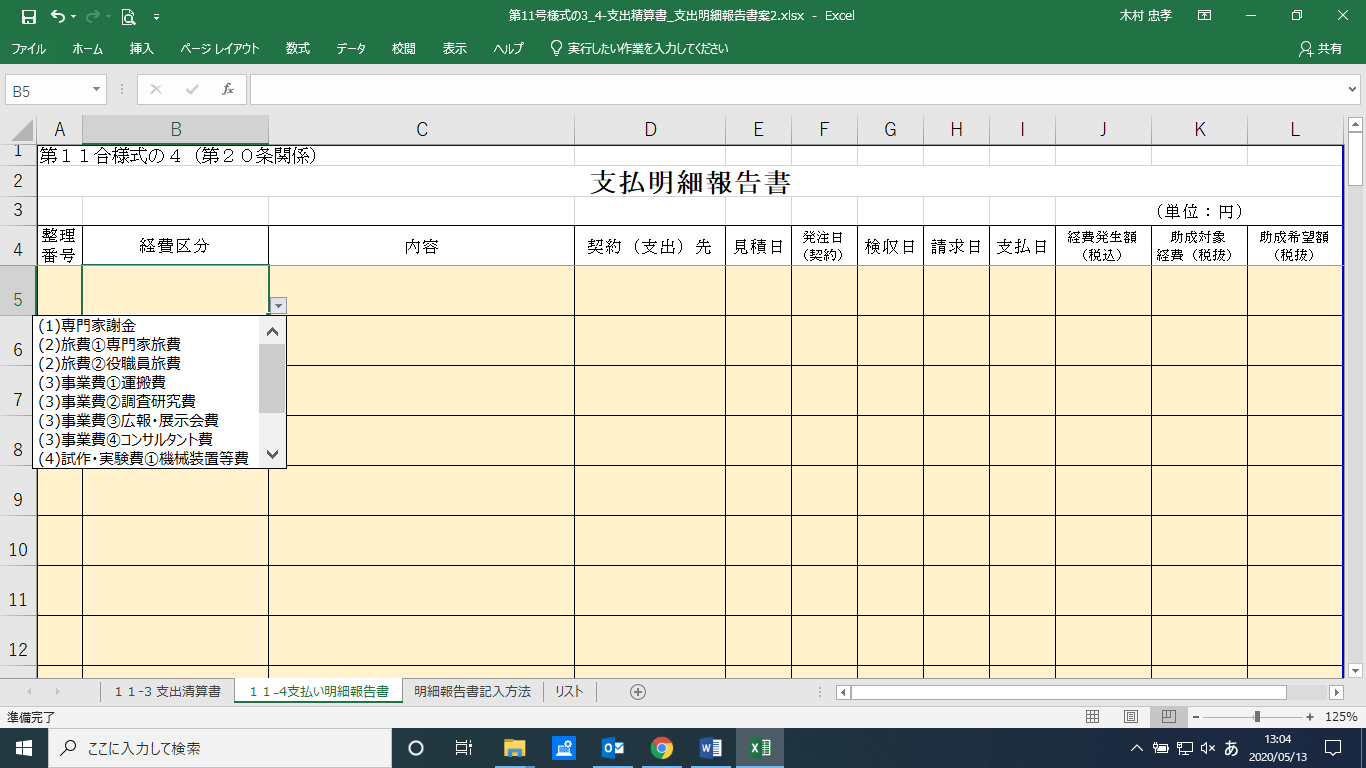 第11号様式の3_4-支出精算書_支出明細報告書案2.xlsx - Excel
木村 忠孝
ファイル ホーム 挿入 ページ レイアウト 数式 データ 校閲 表示 ヘルプ 実行したい作業を入力してください 共有
B5 fx
A B C D E F G H I J K L
1 第１１合様式の４（第２０条関係）
2 支払明細報告書
3 （単位：円）
4 整理番号 経費区分 内容 契約（支出）先 見積日 発注日（契約） 検収日 請求日 支払日 経費発生額（税込） 助成対象経費（税抜） 助成希望額（税抜）
5
(1)専門家謝金
6 (2)旅費①専門家旅費
(2)旅費②役職員旅費
(3)事業費①運搬費
7 (3)事業費②調査研究費
(3)事業費③広報・展示会費
(3)事業費④コンサルタント費
8 (4)試作・実験費①機械装置等費
9
10
11
12
１１-3 支出清算書 １１-4支払い明細報告書 明細報告書記入方法 リスト
準備完了 125%
ここに入力して検索
あ
13:04
2020/05/13